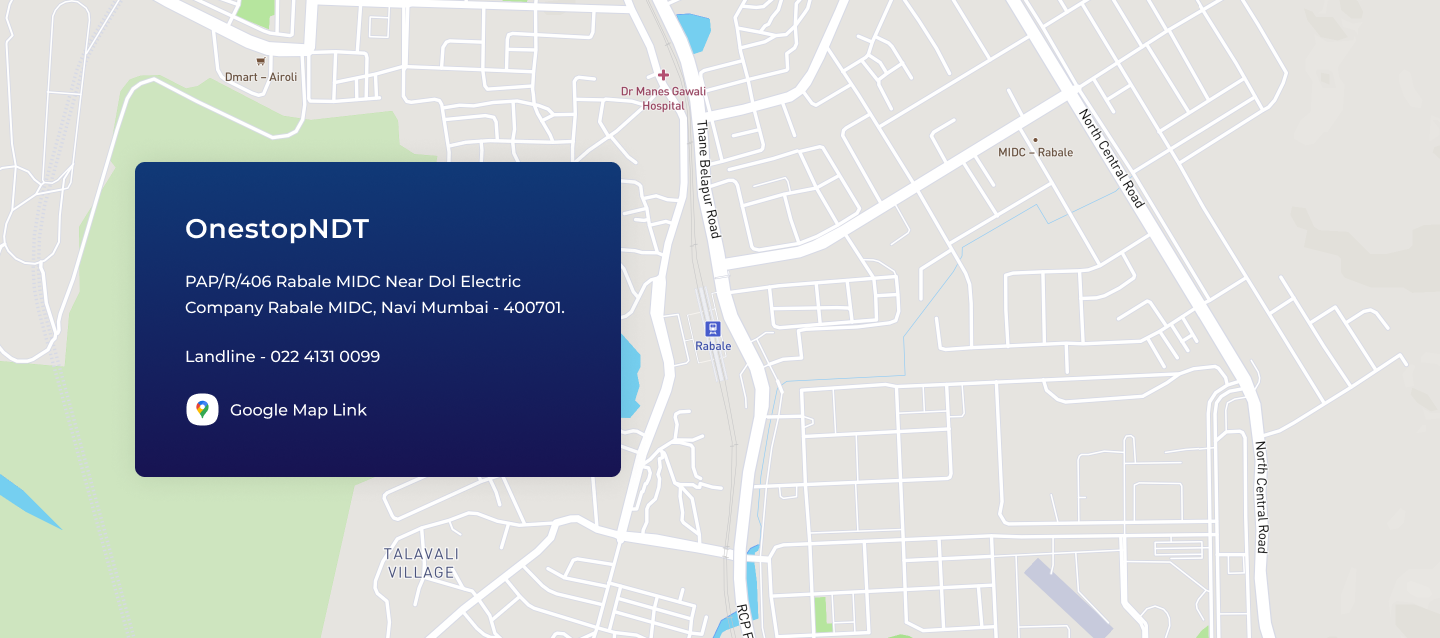 Dmart – Airoli
Dr Manes Gawali
Hospital
Thane Belapur Road
North Central Road
MIDC – Rabale
OnestopNDT
PAP/R/406 Rabale MIDC Near Dol Electric
Company Rabale MIDC, Navi Mumbai - 400701.
Landline - 022 4131 0099
Google Map Link
Rabale
North Central Road
TALAVALI
VILLAGE
RCP